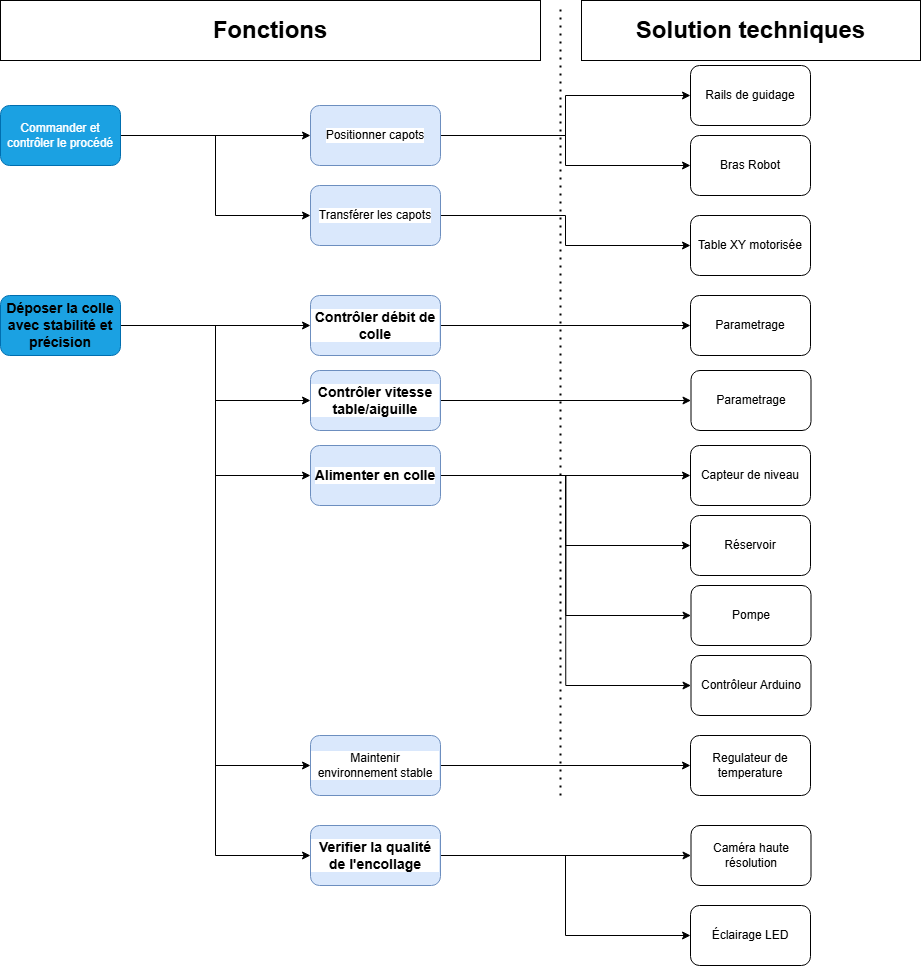 Fonctions
Solution techniques
Commander et
contrôler le procédé
Positionner capots
Rails de guidage
Bras Robot
Transférer les capots
Table XY motorisée
Déposer la colle
avec stabilité et
précision
Contrôler débit de
colle
Parametrage
Contrôler vitesse
table/aiguille
Parametrage
Alimenter en colle
Capteur de niveau
Réservoir
Pompe
Contrôleur Arduino
Maintenir
environnement stable
Regulateur de
temperature
Verifier la qualité
de l'encollage
Caméra haute
résolution
Éclairage LED